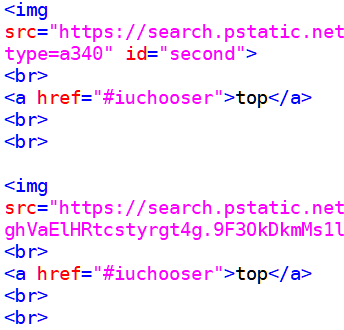 <img
src="https://search.pstatic.net
type=a340" id="second">
<br>
<a href="#iuchooser">top</a>
<br>
<br>
<img
src="https://search.pstatic.net
ghVaElHRtcstyrgt4g.9F3OkDkmMs1l
<br>
<a href="#iuchooser">top</a>
<br>
<br>